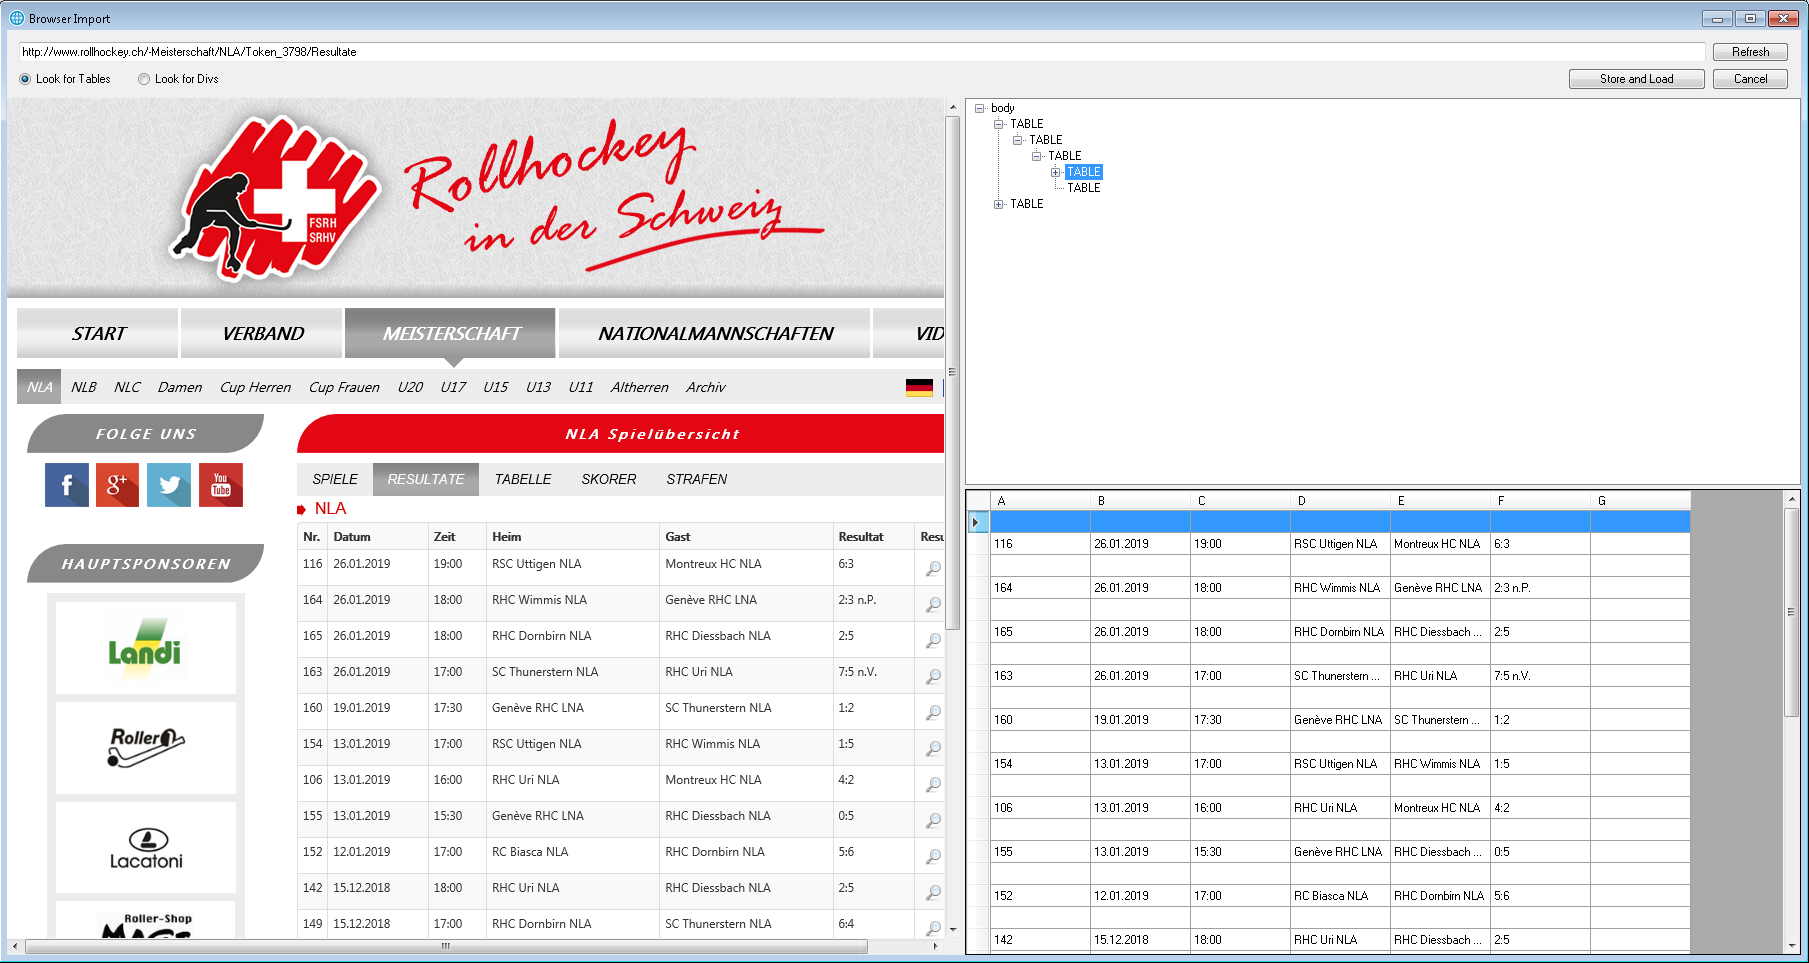 Browser Import
http://www.rollhockey.ch/-Meisterschaft/NLA/Token_3798/Resultate
Refresh
Look for Tables
Look for Divs
Store and Load
Cancel
FSRH
SRHV
Rollhockey
in der Schweiz
START
VERBAND
MEISTERSCHAFT
NATIONALMANNSCHAFTEN
VID
NLA
NLB
NLC
Damen
Cup Herren
Cup Frauen
U20
U17
U15
U13
U11
Altherren
Archiv
FOLGE UNS
f
g+
You
Tube
HAUPTSPONSOREN
Landi
Roller
Lacatoni
Roller-Shop
NLA Spielübersicht
SPIELE
RESULTATE
TABELLE
SKORER
STRAFEN
NLA
Nr. Datum Zeit Heim Gast Resultat Resu
116 26.01.2019 19:00 RSC Uttigen NLA Montreux HC NLA 6:3
164 26.01.2019 18:00 RHC Wimmis NLA Genève RHC LNA 2:3 n.P.
165 26.01.2019 18:00 RHC Dornbirn NLA RHC Diessbach NLA 2:5
163 26.01.2019 17:00 SC Thunerstern NLA RHC Uri NLA 7:5 n.V.
160 19.01.2019 17:30 Genève RHC LNA SC Thunerstern NLA 1:2
154 13.01.2019 17:00 RSC Uttigen NLA RHC Wimmis NLA 1:5
106 13.01.2019 16:00 RHC Uri NLA Montreux HC NLA 4:2
155 13.01.2019 15:30 Genève RHC LNA RHC Diessbach NLA 0:5
152 12.01.2019 17:00 RC Biasca NLA RHC Dornbirn NLA 5:6
142 15.12.2018 18:00 RHC Uri NLA RHC Diessbach NLA 2:5
149 15.12.2018 17:00 RHC Dornbirn NLA SC Thunerstern NLA 6:4
body
TABLE
TABLE
TABLE
TABLE
TABLE
TABLE
A B C D E F G
116 26.01.2019 19:00 RSC Uttigen NLA Montreux HC NLA 6:3
164 26.01.2019 18:00 RHC Wimmis NLA Genève RHC LNA 2:3 n.P.
165 26.01.2019 18:00 RHC Dornbirn NLA RHC Diessbach ... 2:5
163 26.01.2019 17:00 SC Thunerstern ... RHC Uri NLA 7:5 n.V.
160 19.01.2019 17:30 Genève RHC LNA SC Thunerstern ... 1:2
154 13.01.2019 17:00 RSC Uttigen NLA RHC Wimmis NLA 1:5
106 13.01.2019 16:00 RHC Uri NLA Montreux HC NLA 4:2
155 13.01.2019 15:30 Genève RHC LNA RHC Diessbach ... 0:5
152 12.01.2019 17:00 RC Biasca NLA RHC Dornbirn NLA 5:6
142 15.12.2018 18:00 RHC Uri NLA RHC Diessbach ... 2:5